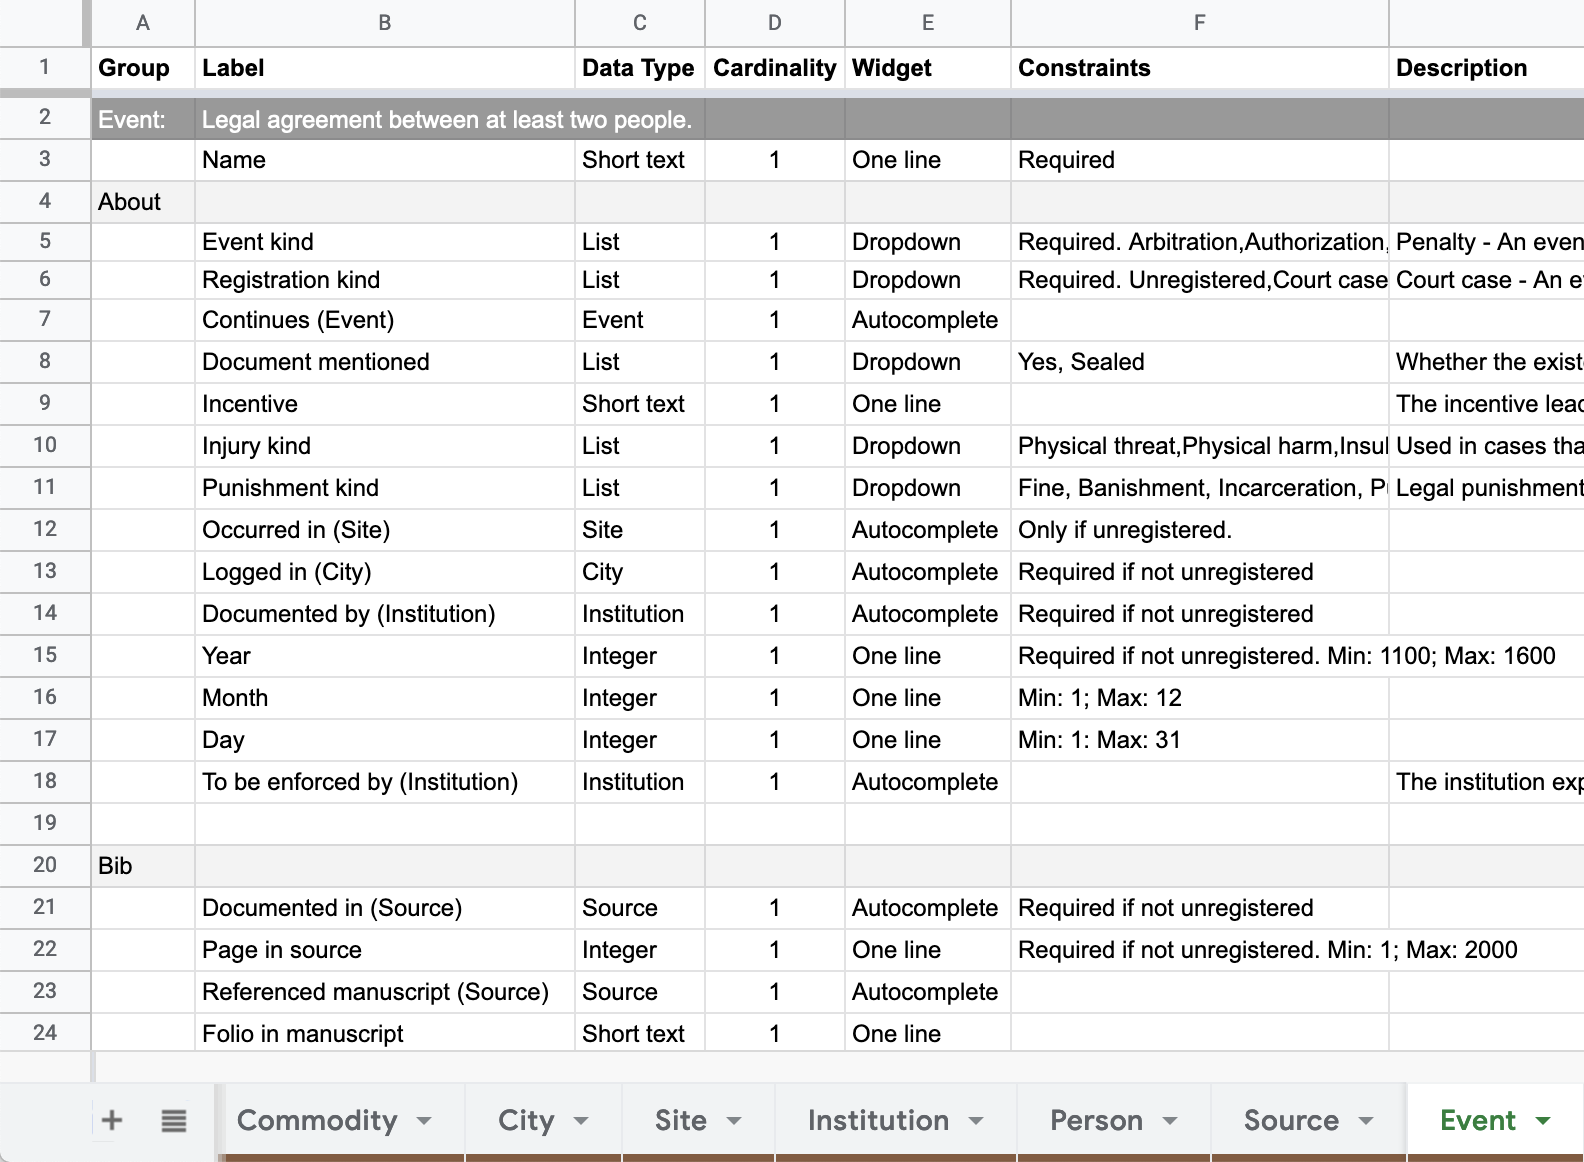 A B C D E F
1 Group Label Data Type Cardinality Widget Constraints Description
2 Event: Legal agreement between at least two people.
3 Name Short text 1 One line Required
4 About
5 Event kind List 1 Dropdown Required. Arbitration,Authorization, Penalty - An even
6 Registration kind List 1 Dropdown Required. Unregistered,Court case Court case - An e
7 Continues (Event) Event 1 Autocomplete
8 Document mentioned List 1 Dropdown Yes, Sealed Whether the exist
9 Incentive Short text 1 One line The incentive lead
10 Injury kind List 1 Dropdown Physical threat,Physical harm,Insul Used in cases tha
11 Punishment kind List 1 Dropdown Fine, Banishment, Incarceration, P Legal punishment
12 Occurred in (Site) Site 1 Autocomplete Only if unregistered.
13 Logged in (City) City 1 Autocomplete Required if not unregistered
14 Documented by (Institution) Institution 1 Autocomplete Required if not unregistered
15 Year Integer 1 One line Required if not unregistered. Min: 1100; Max: 1600
16 Month Integer 1 One line Min: 1; Max: 12
17 Day Integer 1 One line Min: 1: Max: 31
18 To be enforced by (Institution) Institution 1 Autocomplete The institution exp
19
20 Bib
21 Documented in (Source) Source 1 Autocomplete Required if not unregistered
22 Page in source Integer 1 One line Required if not unregistered. Min: 1; Max: 2000
23 Referenced manuscript (Source) Source 1 Autocomplete
24 Folio in manuscript Short text 1 One line
Commodity City Site Institution Person Source Event